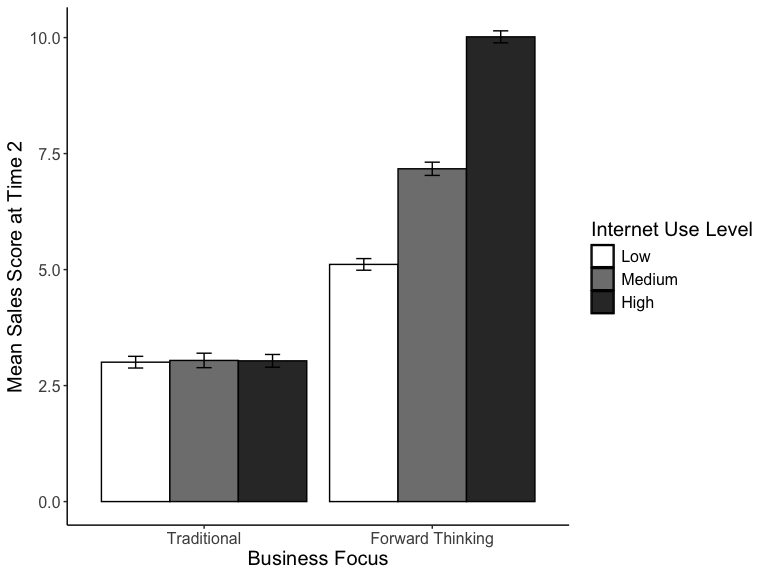 Mean Sales Score at Time 2
10.0
7.5
5.0
2.5
0.0
Traditional
Forward Thinking
Business Focus
Internet Use Level
Low
Medium
High